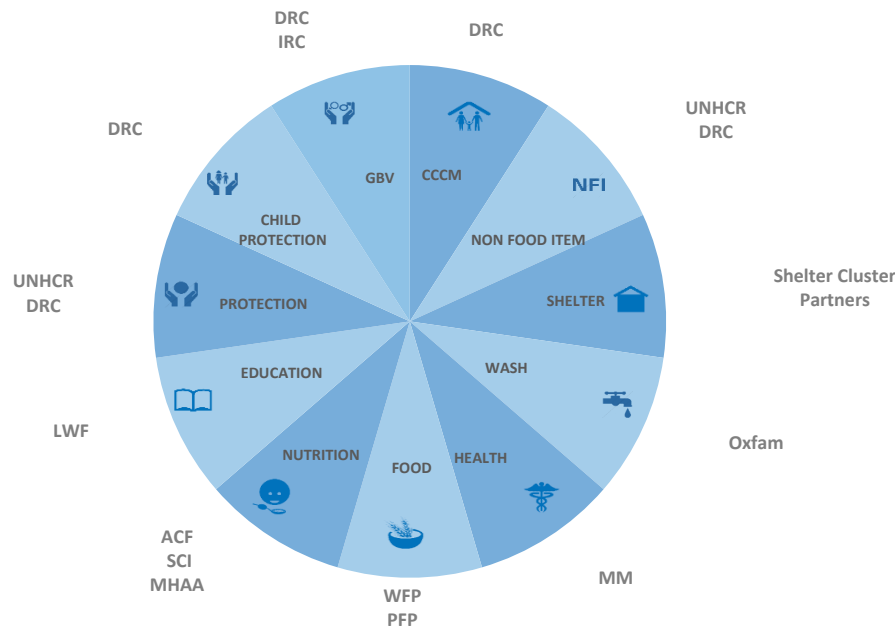 DRC
IRC
DRC
UNHCR
DRC
DRC
GBV
CCCM
NFI
CHILD
PROTECTION
NON FOOD ITEM
UNHCR
DRC
PROTECTION
SHELTER
Shelter Cluster
Partners
EDUCATION
WASH
LWF
NUTRITION
FOOD
HEALTH
Oxfam
ACF
SCI
MHAA
WFP
PFP
MM